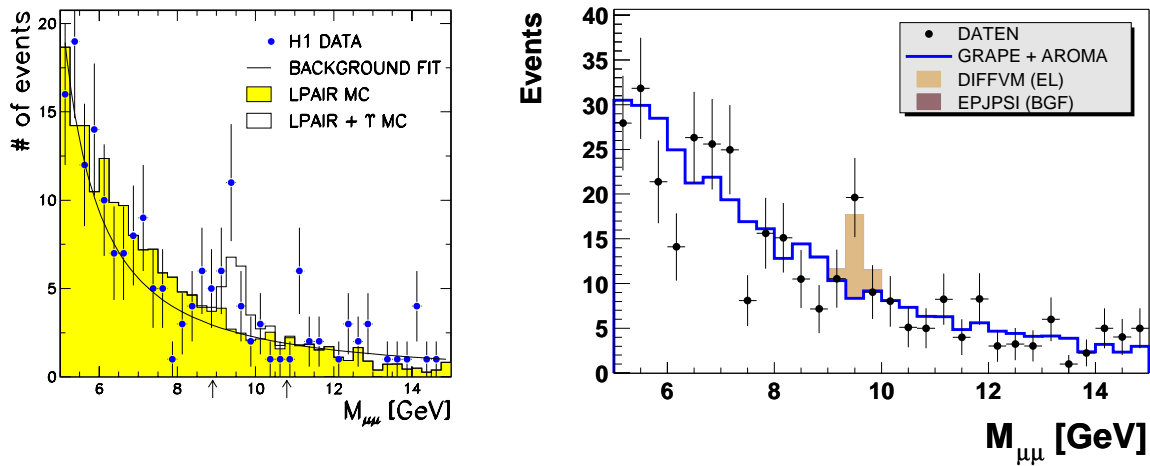 # of events
20
15
10
5
0
H1 DATA
BACKGROUND FIT
LPAIR MC
LPAIR + ϒ MC
6 8 10 12 14
M μμ [GeV]
Events
40
35
30
25
20
15
10
5
0
DATEN
GRAPE + AROMA
DIFFVM (EL)
EPJPSI (BGF)
6 8 10 12 14
M μμ [GeV]